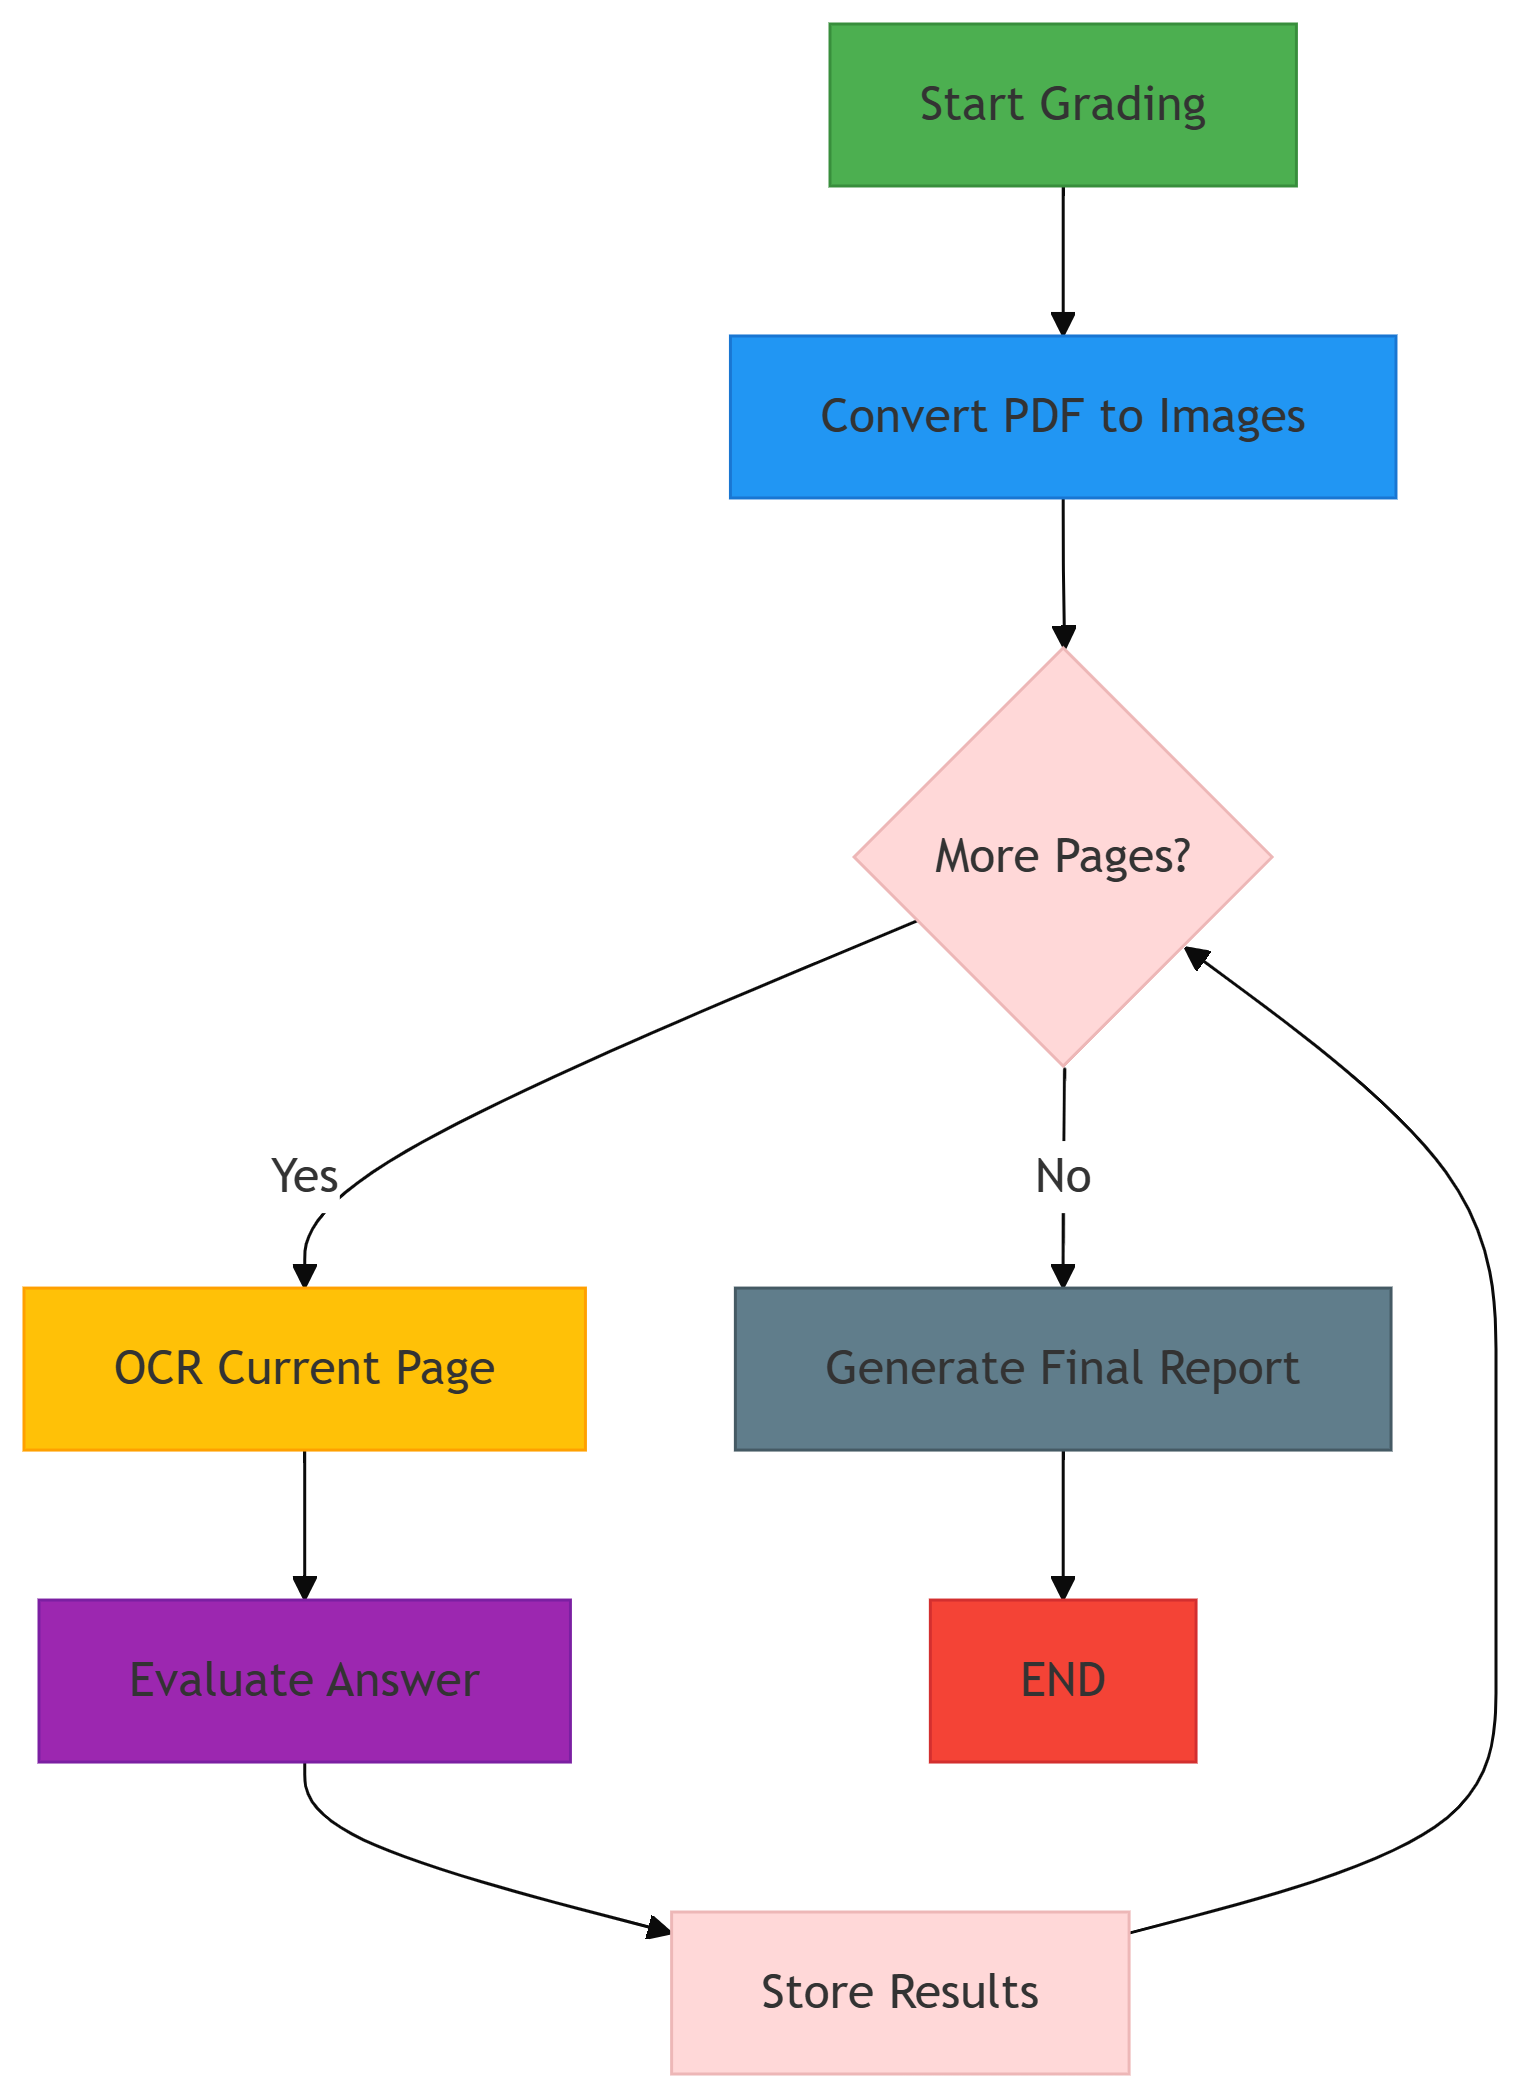 Start Grading
Convert PDF to Images
More Pages?
Yes
No
OCR Current Page
Generate Final Report
Evaluate Answer
END
Store Results